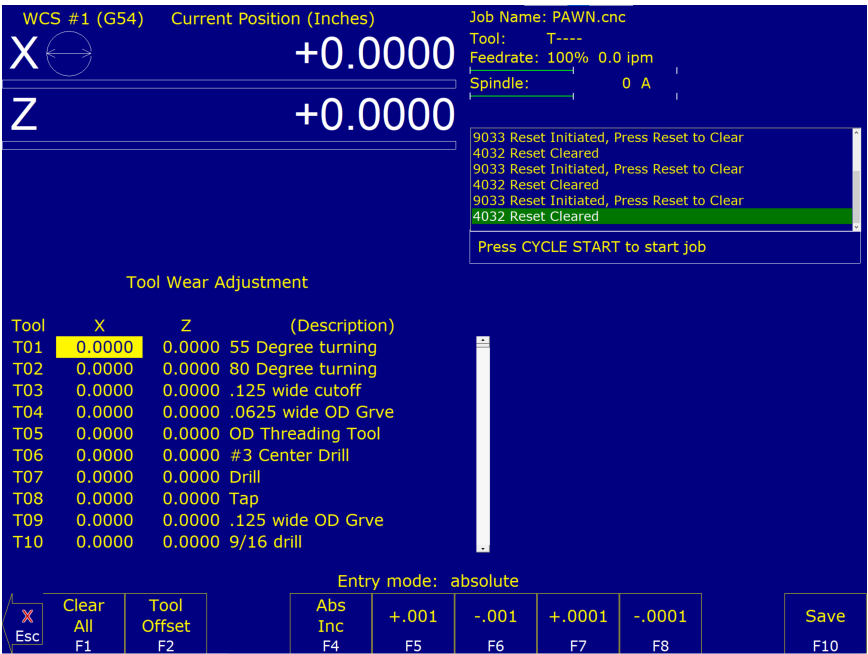 WCS #1 (G54) Current Position (Inches)
X +0.0000
Z +0.0000
Job Name: PAWN.cnc
Tool: T----
Feedrate: 100% 0.0 ipm
Spindle: 0 A
9033 Reset Initiated, Press Reset to Clear
4032 Reset Cleared
9033 Reset Initiated, Press Reset to Clear
4032 Reset Cleared
9033 Reset Initiated, Press Reset to Clear
4032 Reset Cleared
Press CYCLE START to start job
Tool Wear Adjustment
Tool X Z (Description)
T01 0.0000 0.0000 55 Degree turning
T02 0.0000 0.0000 80 Degree turning
T03 0.0000 0.0000 .125 wide cutoff
T04 0.0000 0.0000 .0625 wide OD Grve
T05 0.0000 0.0000 OD Threading Tool
T06 0.0000 0.0000 #3 Center Drill
T07 0.0000 0.0000 Drill
T08 0.0000 0.0000 Tap
T09 0.0000 0.0000 .125 wide OD Grve
T10 0.0000 0.0000 9/16 drill
Entry mode: absolute
X
Esc
Clear
All
F1
Tool
Offset
F2
Abs
Inc
F4
+.001
F5
-.001
F6
+.0001
F7
-.0001
F8
Save
F10